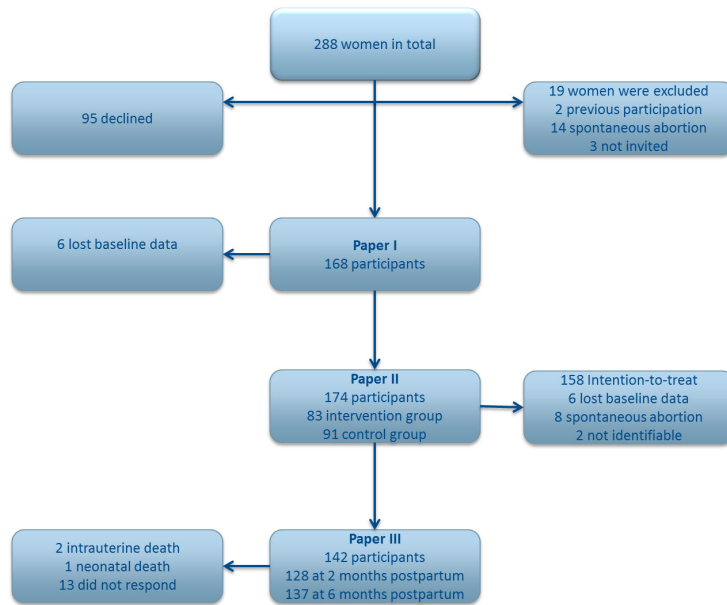 288 women in total
95 declined
19 women were excluded
2 previous participation
14 spontaneous abortion
3 not invited
6 lost baseline data
Paper I
168 participants
Paper II
174 participants
83 intervention group
91 control group
158 Intention-to-treat
6 lost baseline data
8 spontaneous abortion
2 not identifiable
2 intrauterine death
1 neonatal death
13 did not respond
Paper III
142 participants
128 at 2 months postpartum
137 at 6 months postpartum